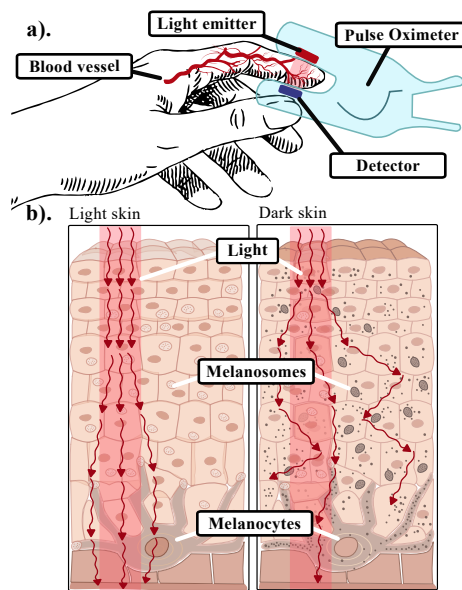 a).
Light emitter
Pulse Oximeter
Blood vessel
Detector
b).
Light skin
Dark skin
Light
Melanosomes
Melanocytes